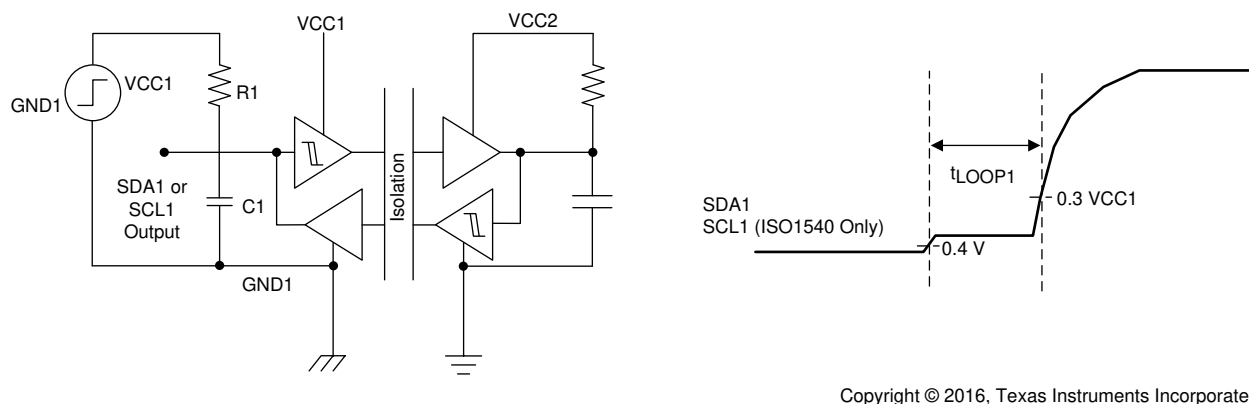 VCC1
VCC2
VCC1
GND1
R1
SDA1 or
SCL1
Output
C1
Isolation
GND1
tLOOP1
SDA1
SCL1 (ISO1540 Only)
0.3 VCC1
0.4 V
Copyright © 2016, Texas Instruments Incorporate